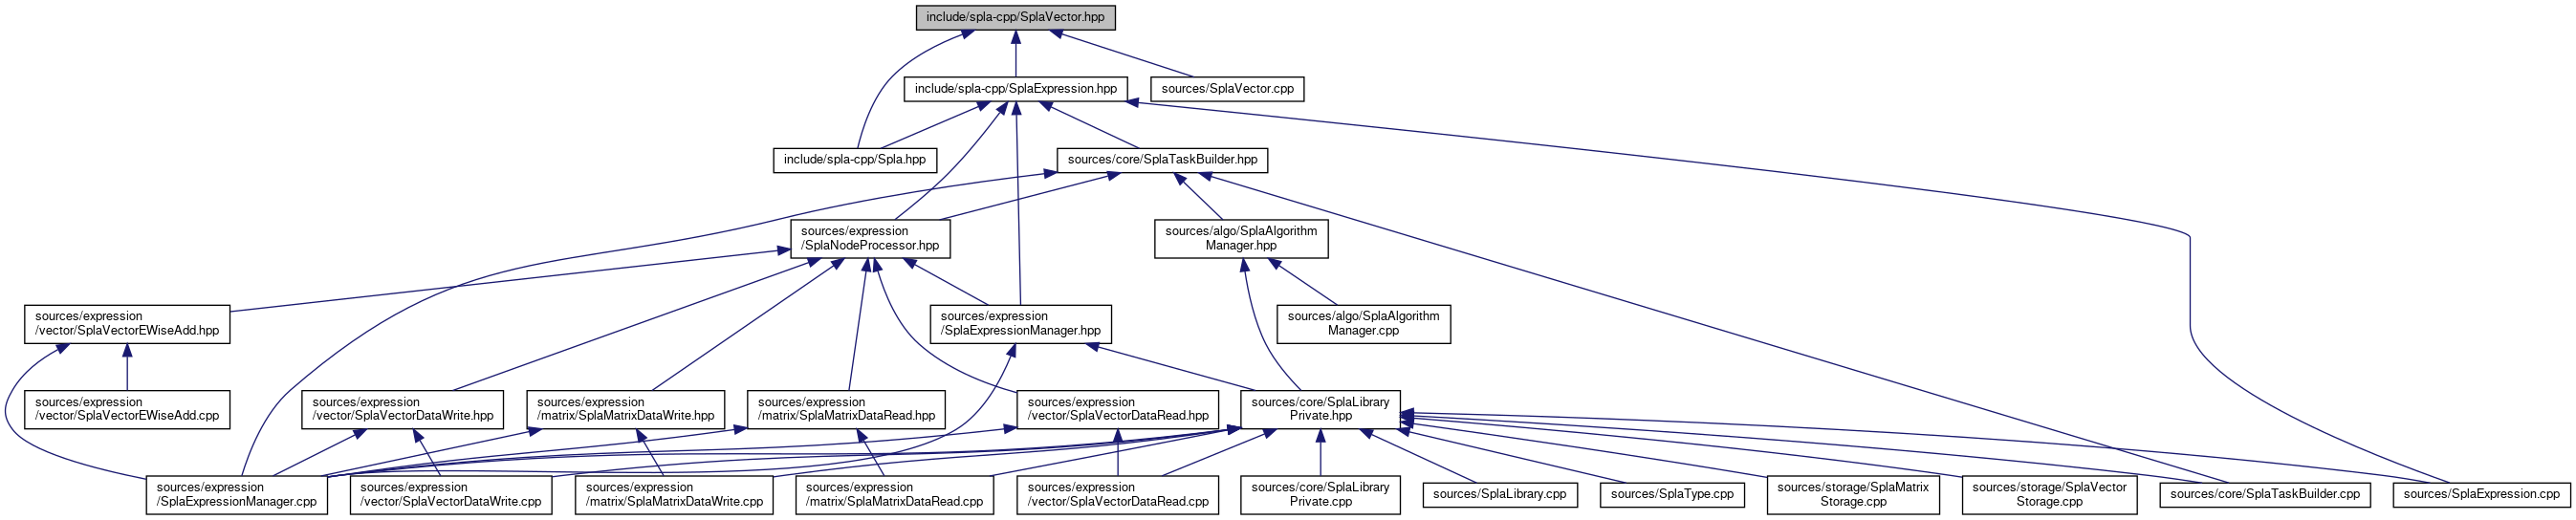 include/spla-cpp/SplaVector.hpp
include/spla-cpp/SplaExpression.hpp
sources/SplaVector.cpp
include/spla-cpp/Spla.hpp
sources/core/SplaTaskBuilder.hpp
sources/expression
/SplaNodeProcessor.hpp
sources/algo/SplaAlgorithm
Manager.hpp
sources/expression
/vector/SplaVectorEWiseAdd.hpp
sources/expression
/SplaExpressionManager.hpp
sources/algo/SplaAlgorithm
Manager.cpp
sources/expression
/vector/SplaVectorEWiseAdd.cpp
sources/expression
/vector/SplaVectorDataWrite.hpp
sources/expression
/matrix/SplaMatrixDataWrite.hpp
sources/expression
/matrix/SplaMatrixDataRead.hpp
sources/expression
/vector/SplaVectorDataRead.hpp
sources/core/SplaLibrary
Private.hpp
sources/expression
/SplaExpressionManager.cpp
sources/expression
/vector/SplaVectorDataWrite.cpp
sources/expression
/matrix/SplaMatrixDataWrite.cpp
sources/expression
/matrix/SplaMatrixDataRead.cpp
sources/expression
/vector/SplaVectorDataRead.cpp
sources/core/SplaLibrary
Private.cpp
sources/SplaLibrary.cpp
sources/SplaType.cpp
sources/storage/SplaMatrix
Storage.cpp
sources/storage/SplaVector
Storage.cpp
sources/core/SplaTaskBuilder.cpp
sources/SplaExpression.cpp